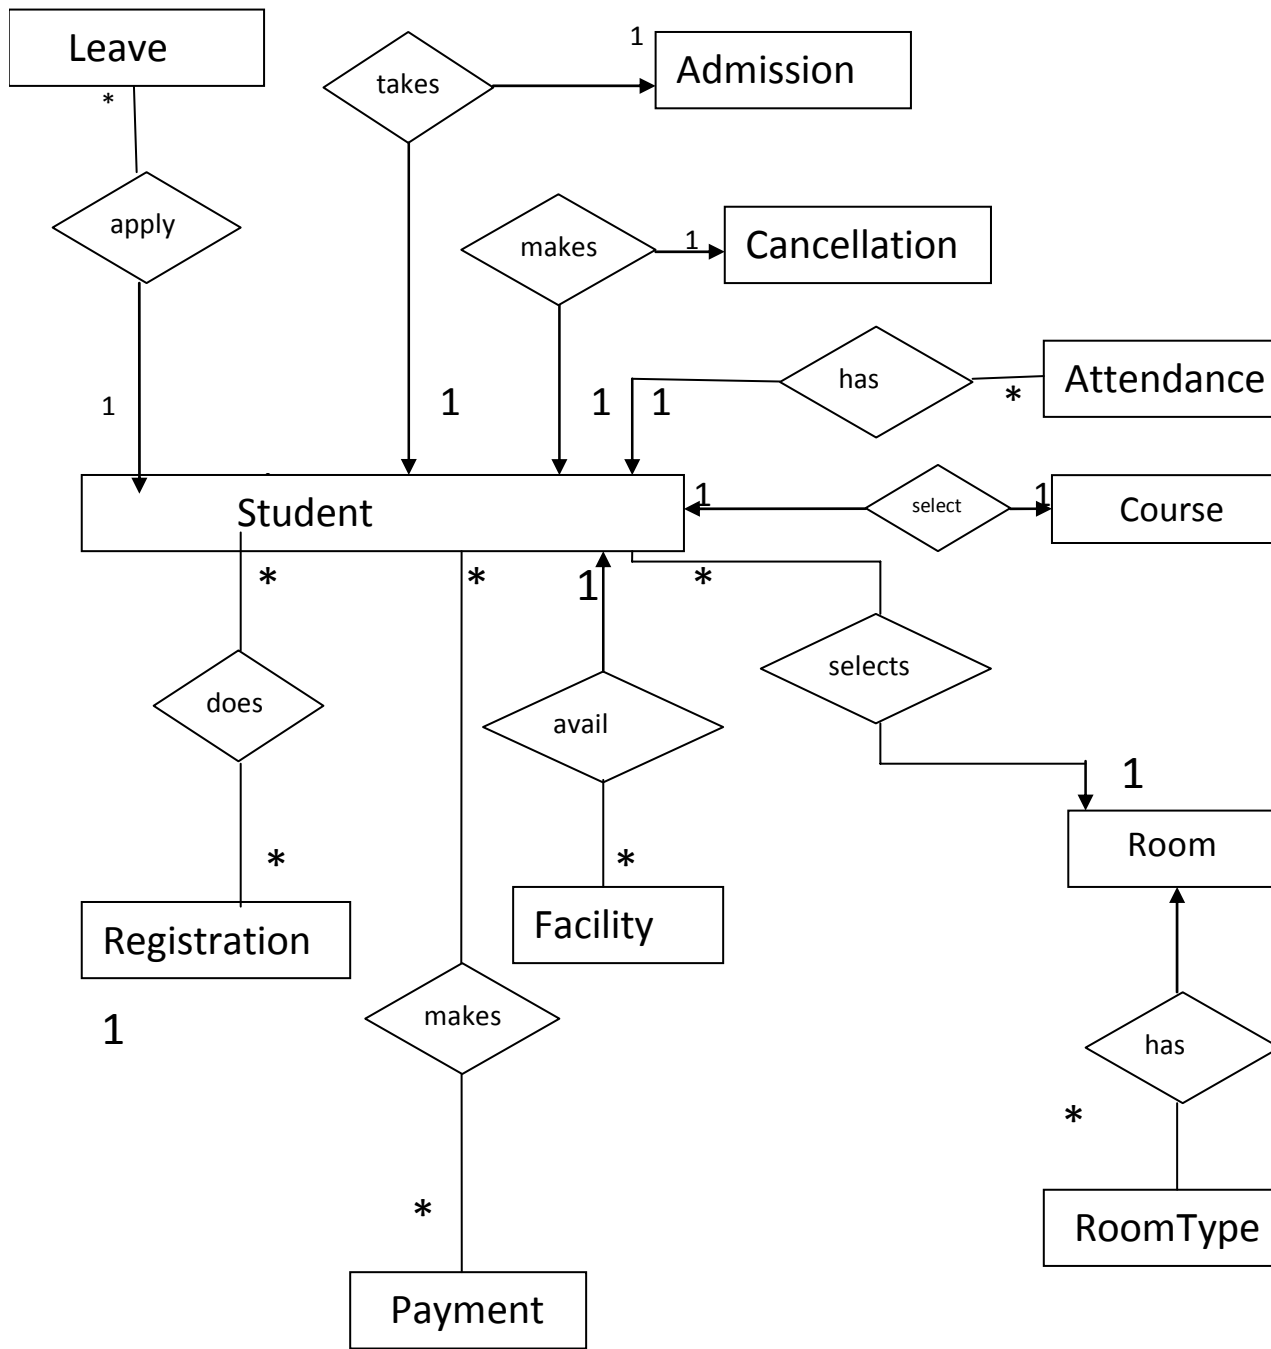 Leave
*
apply
1
takes
1
Admission
1
makes
1
Cancellation
1
has
1
*
Attendance
Student
1
select
1
Course
*
does
*
Registration
1
*
makes
*
Payment
1
avail
*
Facility
*
selects
1
Room
has
*
RoomType